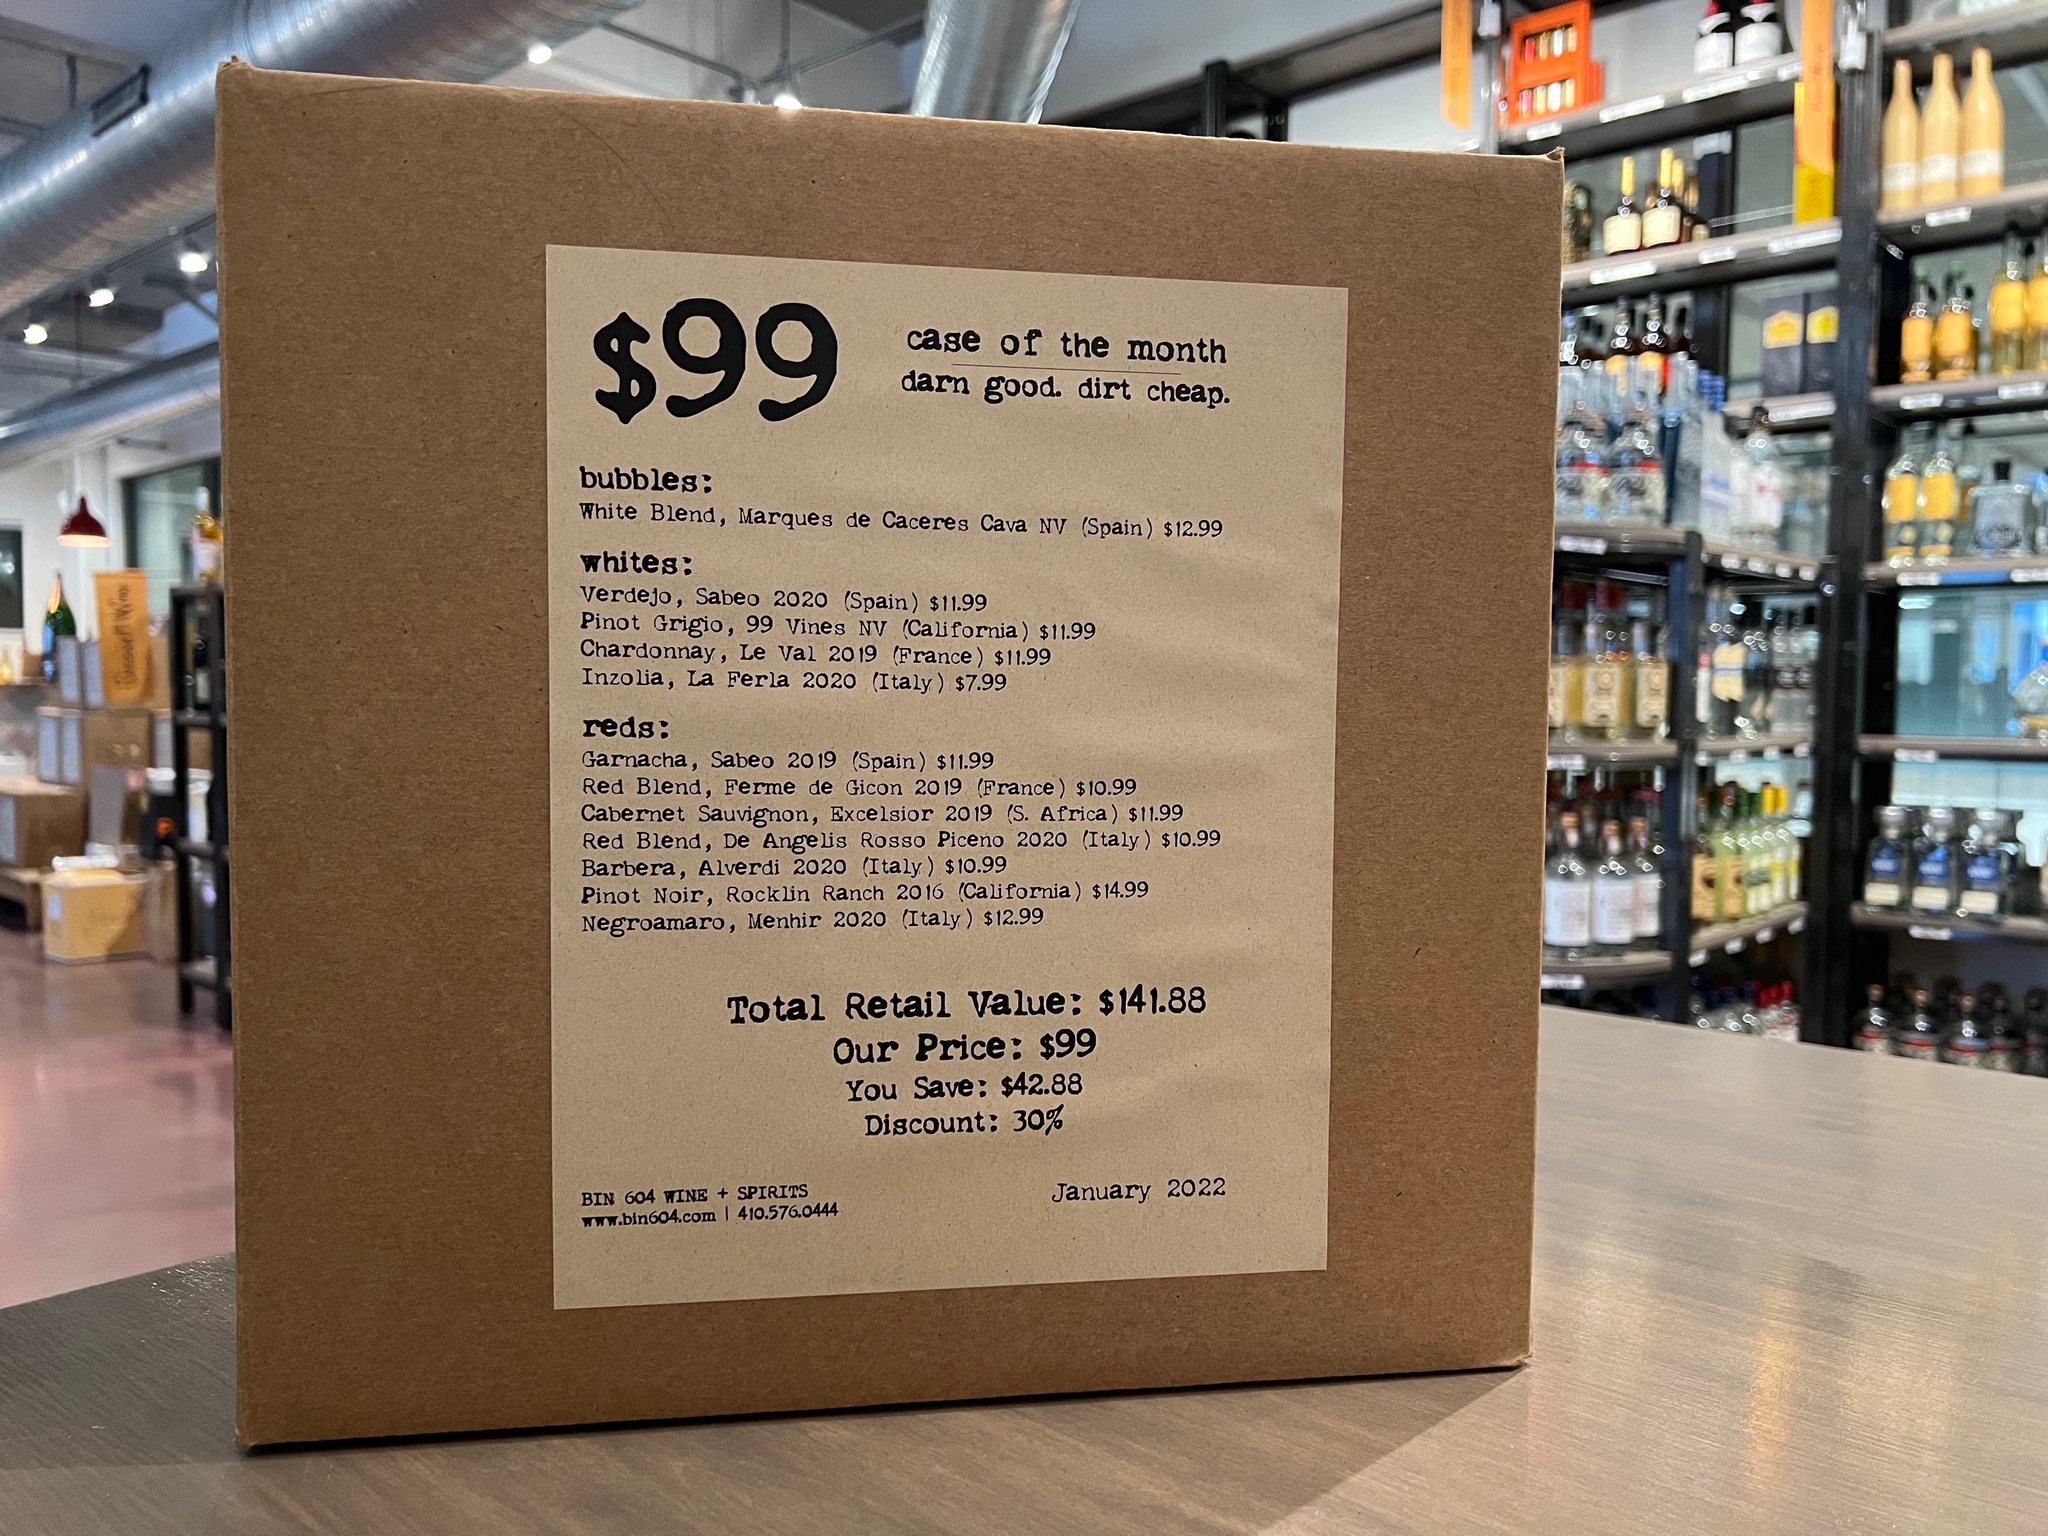 $99
case of the month
darn good. dirt cheap.
bubbles:
White Blend, Marques de Caceres Cava NV (Spain) $12.99
whites:
Verdejo, Sabeo 2020 (Spain) $11.99
Pinot Grigio, 99 Vines NV (California) $11.99
Chardonnay, Le Val 2019 (France) $11.99
Inzolia, La Ferla 2020 (Italy) $7.99
reds:
Garnacha, Sabeo 2019 (Spain) $11.99
Red Blend, Ferme de Gicon 2019 (France) $10.99
Cabernet Sauvignon, Excelsior 2019 (S. Africa) $11.99
Red Blend, De Angelis Rosso Piceno 2020 (Italy) $10.99
Barbera, Alverdi 2020 (Italy) $10.99
Pinot Noir, Rocklin Ranch 2016 (California) $14.99
Negroamaro, Menhir 2020 (Italy) $12.99
Total Retail Value: $141.88
Our Price: $99
You Save: $42.88
Discount: 30%
BIN 604 WINE + SPIRITS
www.bin604.com | 410.576.0444
January 2022
Dessert Wine